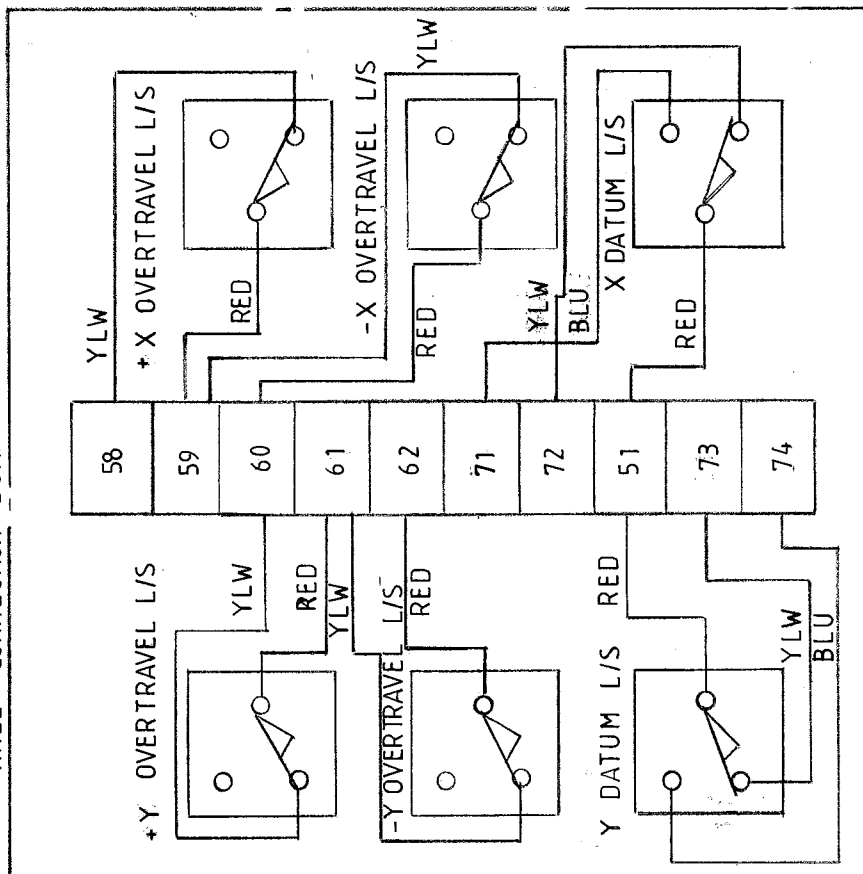 YLW
+X OVERTRAVEL L/S
RED
YLW
-X OVERTRAVEL L/S
RED
YLW
BLU
X DATUM L/S
RED
58
59
60
61
62
71
72
51
73
74
+Y OVERTRAVEL L/S
YLW
RED
YLW
-Y OVERTRAVEL L/S
RED
Y DATUM L/S
RED
YLW
BLU